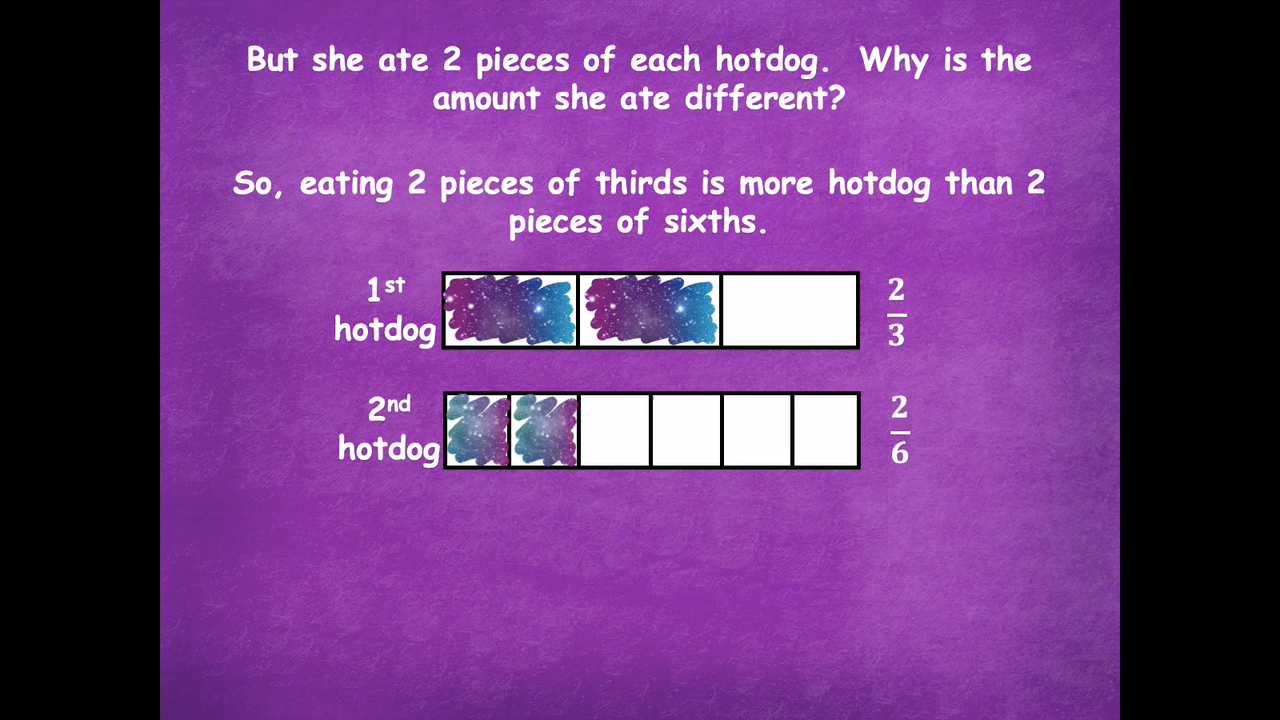 But she ate 2 pieces of each hotdog.  Why is the
amount she ate different?
So, eating 2 pieces of thirds is more hotdog than 2
pieces of sixths.
1st
hotdog
2
3
2nd
hotdog
2
6